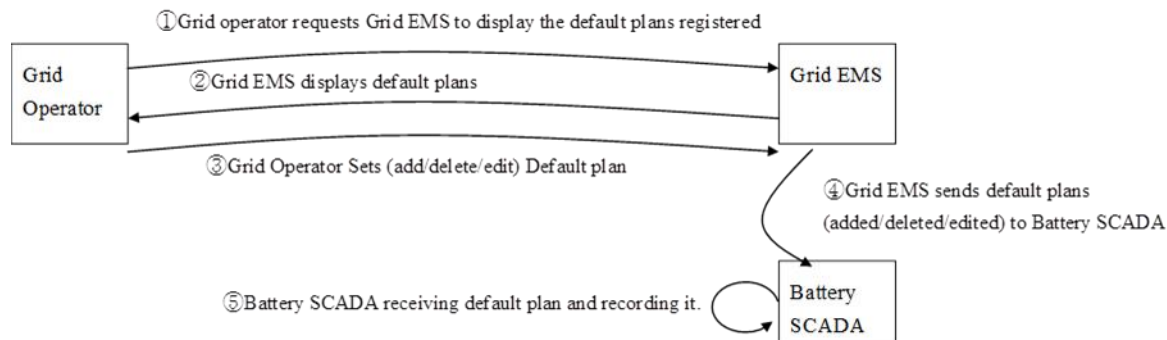 ①Grid operator requests Grid EMS to display the default plans registered
Grid
Operator
②Grid EMS displays default plans
Grid EMS
③Grid Operator Sets (add/delete/edit) Default plan
④Grid EMS sends default plans
(added/deleted/edited) to Battery SCADA
⑤Battery SCADA receiving default plan and recording it.
Battery
SCADA